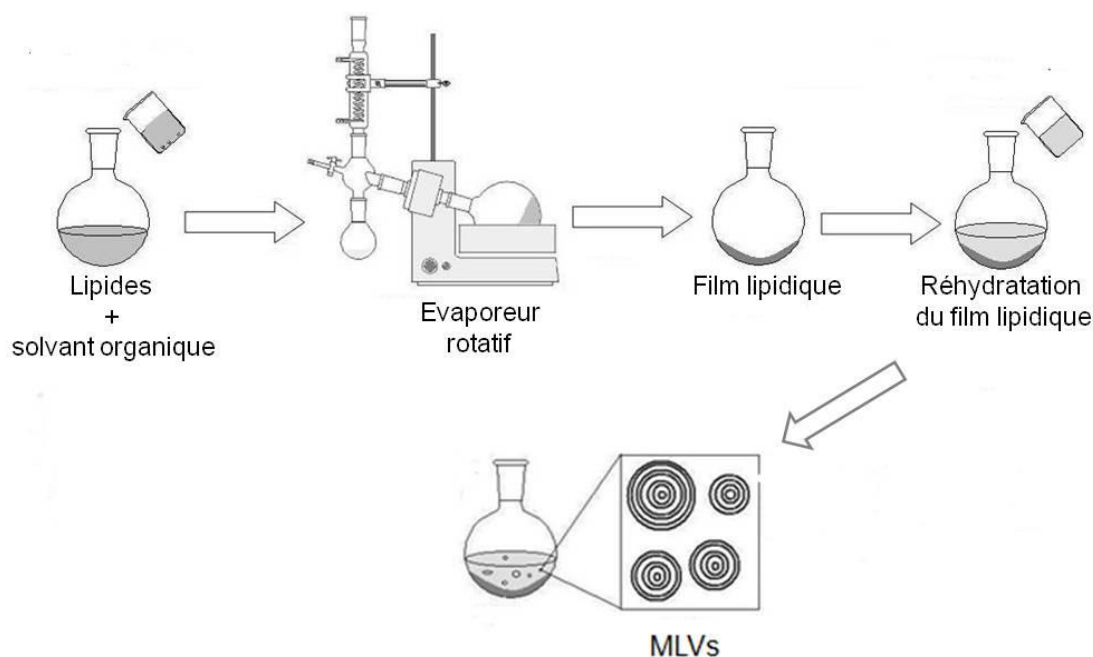 Lipides
+
solvant organique
Evaporeur
rotatif
Film lipidique
Réhydratation
du film lipidique
MLVs